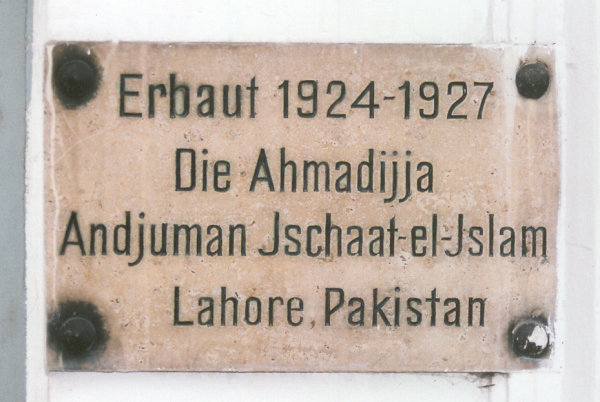 Erbaut 1924-1927
Die Ahmadijja
Andjuman Jschaat-el-Jslam
Lahore, Pakistan